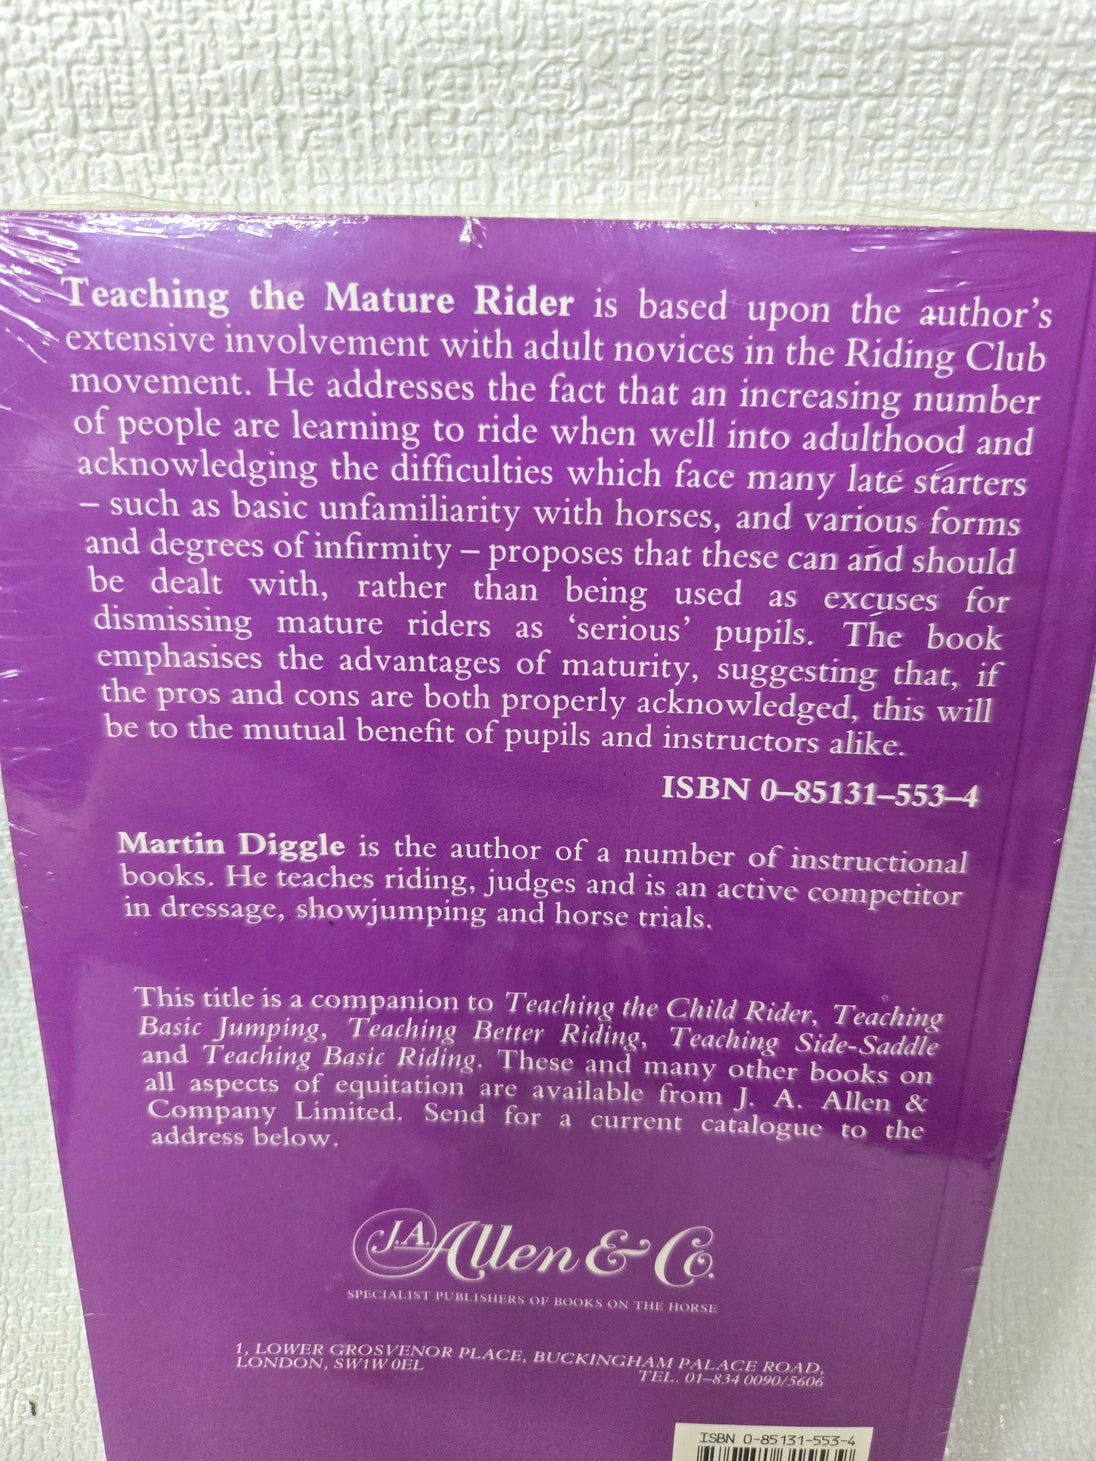 Teaching the Mature Rider is based upon the author's
extensive involvement with adult novices in the Riding Club
movement. He addresses the fact that an increasing number
of people are learning to ride when well into adulthood and
acknowledging the difficulties which face many late starters
– such as basic unfamiliarity with horses, and various forms
and degrees of infirmity – proposes that these can and should
be dealt with, rather than being used as excuses for
dismissing mature riders as 'serious' pupils. The book
emphasises the advantages of maturity, suggesting that, if
the pros and cons are both properly acknowledged, this will
be to the mutual benefit of pupils and instructors alike.
ISBN 0–85131–553–4
Martin Diggle is the author of a number of instructional
books. He teaches riding, judges and is an active competitor
in dressage, showjumping and horse trials.
This title is a companion to Teaching the Child Rider, Teaching
Basic Jumping, Teaching Better Riding, Teaching Side-Saddle
and Teaching Basic Riding. These and many other books on
all aspects of equitation are available from J. A. Allen &
Company Limited. Send for a current catalogue to the
address below.
J.A. Allen & Co.
SPECIALIST PUBLISHERS OF BOOKS ON THE HORSE
1, LOWER GROSVENOR PLACE, BUCKINGHAM PALACE ROAD,
LONDON, SW1W 0EL
TEL. 01–834 0090/5606
ISBN 0-85131-553-4